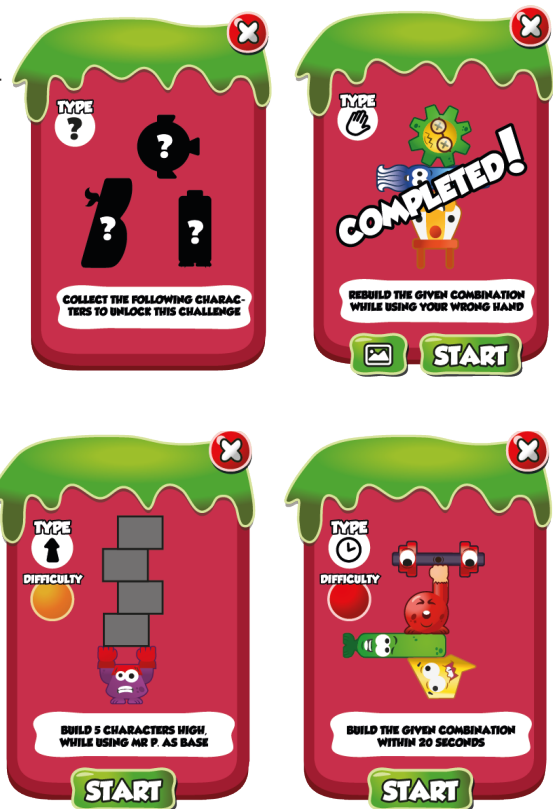 TYPE
?
?
?
?
COLLECT THE FOLLOWING CHARAC-
TERS TO UNLOCK THIS CHALLENGE
TYPE
8
COMPLETED!
REBUILD THE GIVEN COMBINATION
WHILE USING YOUR WRONG HAND
START
TYPE
DIFFICULTY
BUILD 5 CHARACTERS HIGH,
WHILE USING MR P. AS BASE
START
TYPE
DIFFICULTY
BUILD THE GIVEN COMBINATION
WITHIN 20 SECONDS
START